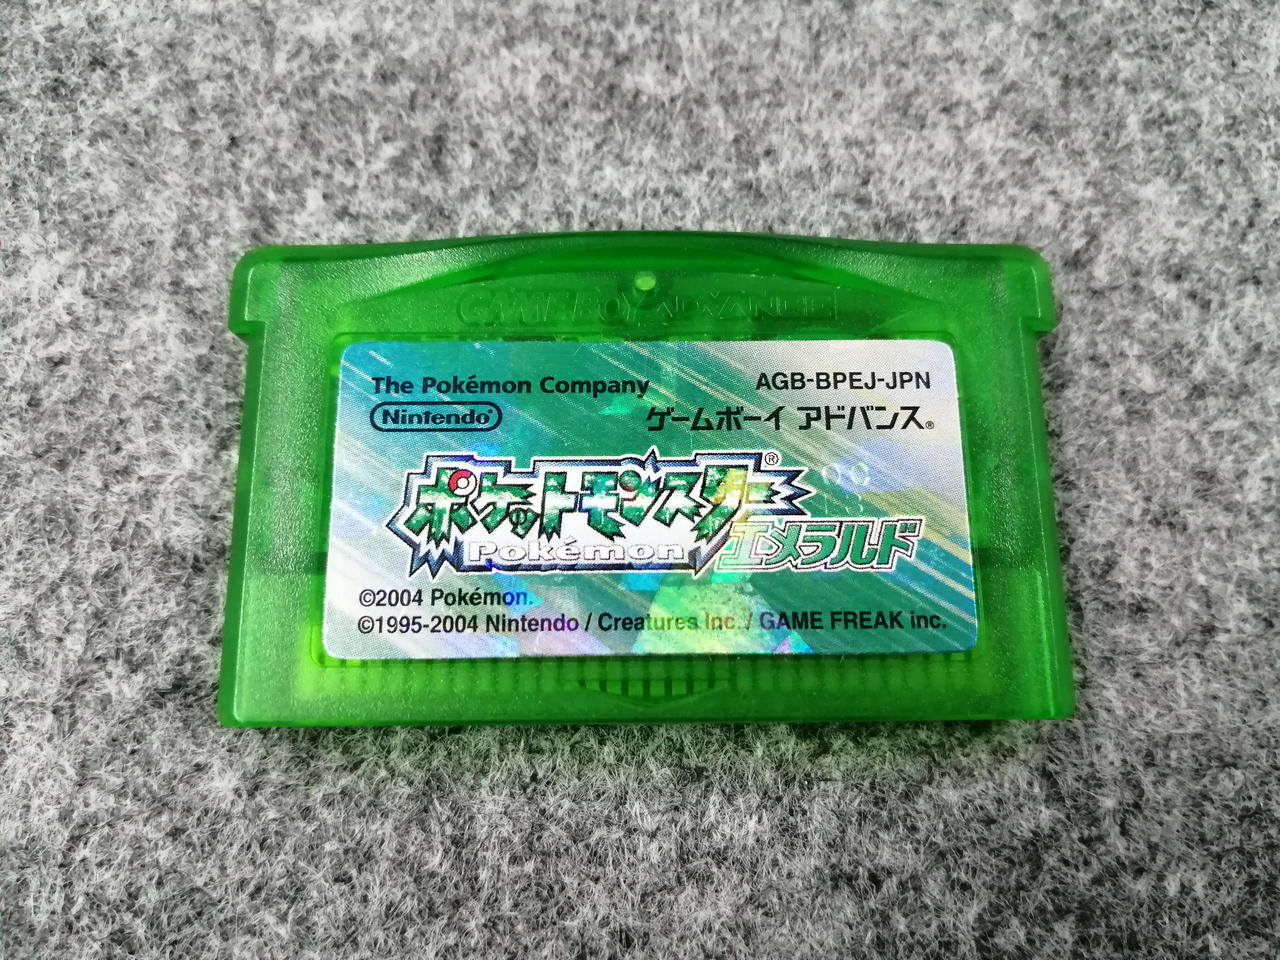 GAME BOY ADVANCE
The Pokémon Company
AGB-BPEJ-JPN
Nintendo
ゲームボーイ アドバンス®
ポケットモンスター®
Pokémon
エメラルド
©2004 Pokémon.
©1995-2004 Nintendo / Creatures Inc. / GAME FREAK inc.